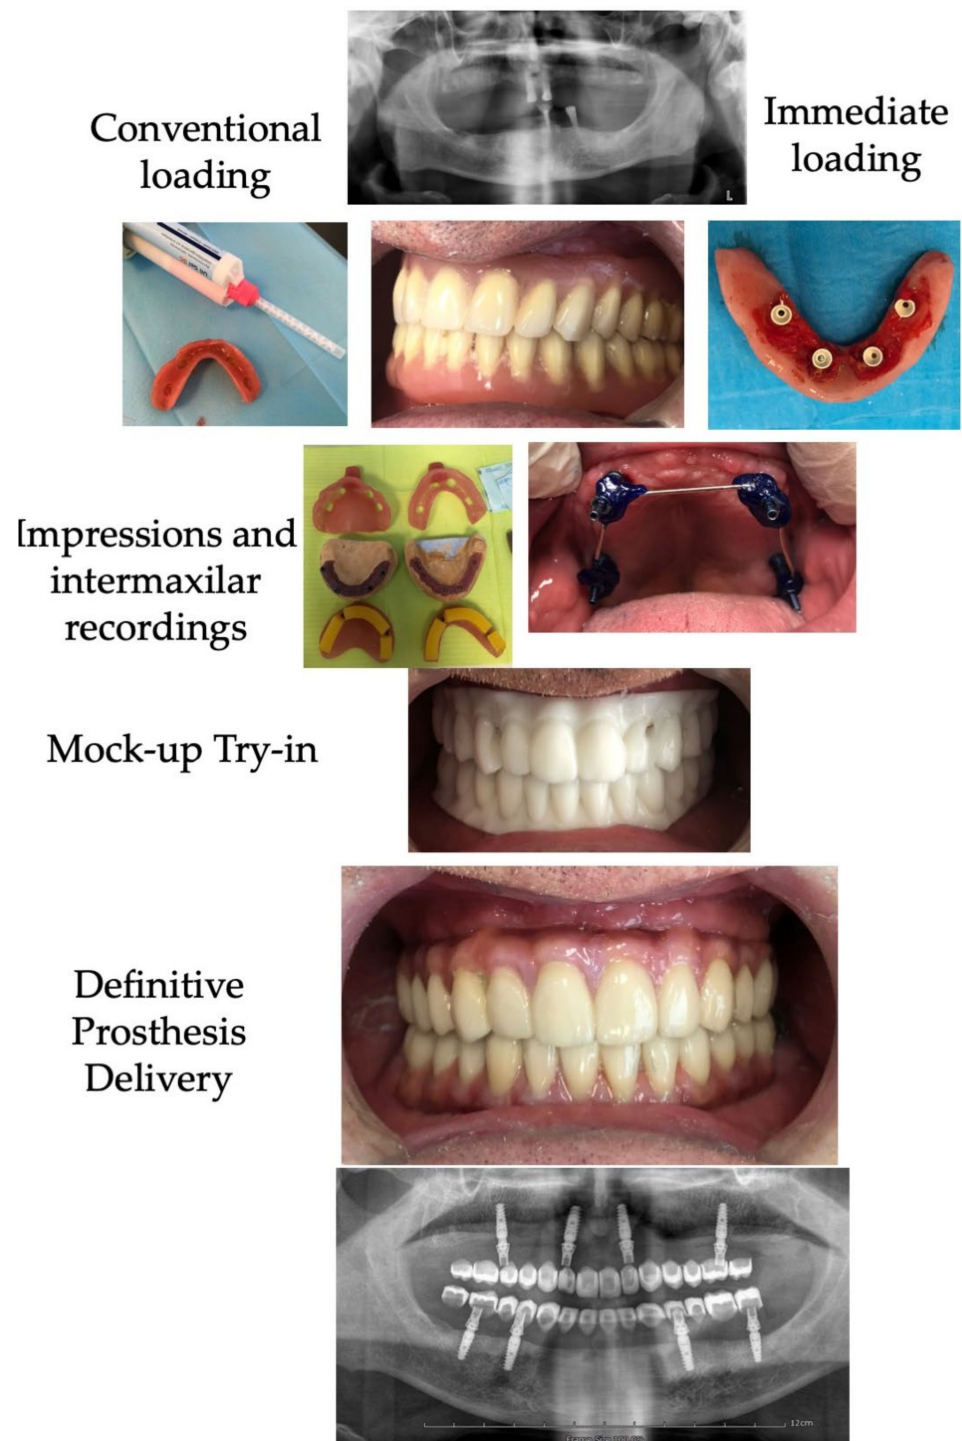 Conventional
loading
Immediate
loading
L
Impressions and
intermaxilar
recordings
Mock-up Try-in
Definitive
Prosthesis
Delivery
12cm